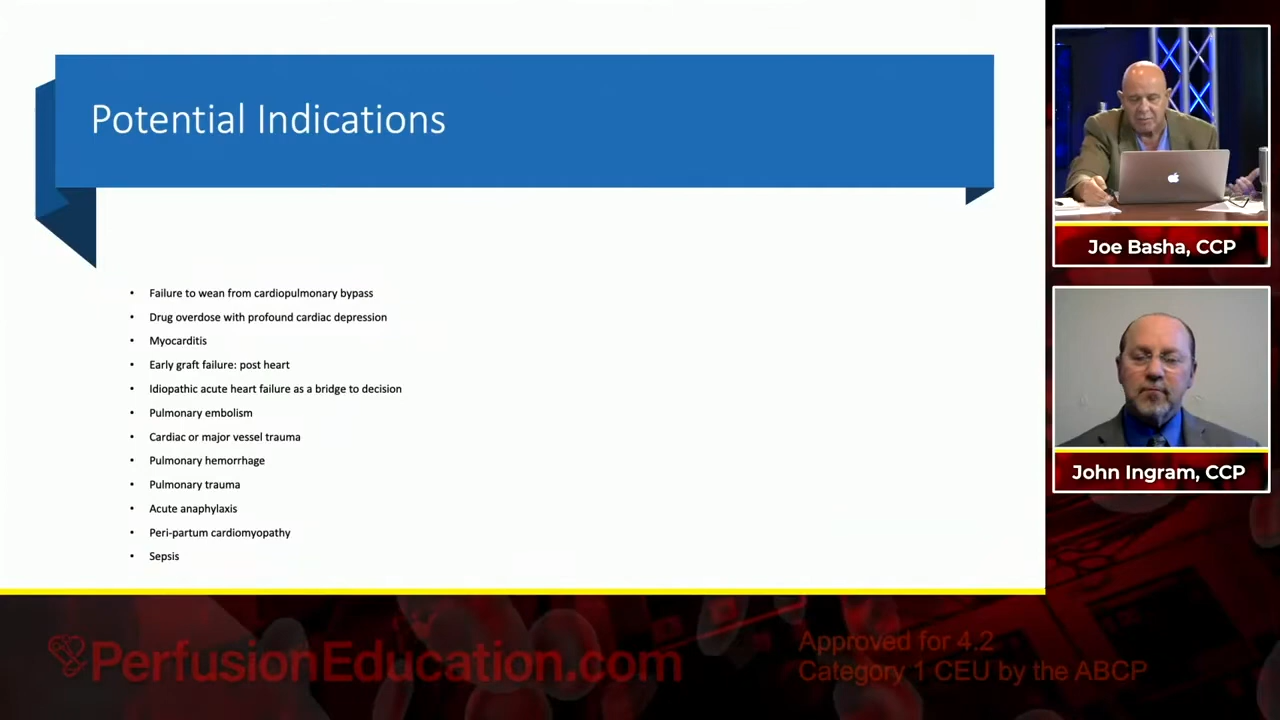 Potential Indications
• Failure to wean from cardiopulmonary bypass
• Drug overdose with profound cardiac depression
• Myocarditis
• Early graft failure: post heart
• Idiopathic acute heart failure as a bridge to decision
• Pulmonary embolism
• Cardiac or major vessel trauma
• Pulmonary hemorrhage
• Pulmonary trauma
• Acute anaphylaxis
• Peri-partum cardiomyopathy
• Sepsis
Joe Basha, CCP
John Ingram, CCP
PerfusionEducation.com
Approved for 4.2
Category 1 CEU by the ABCP